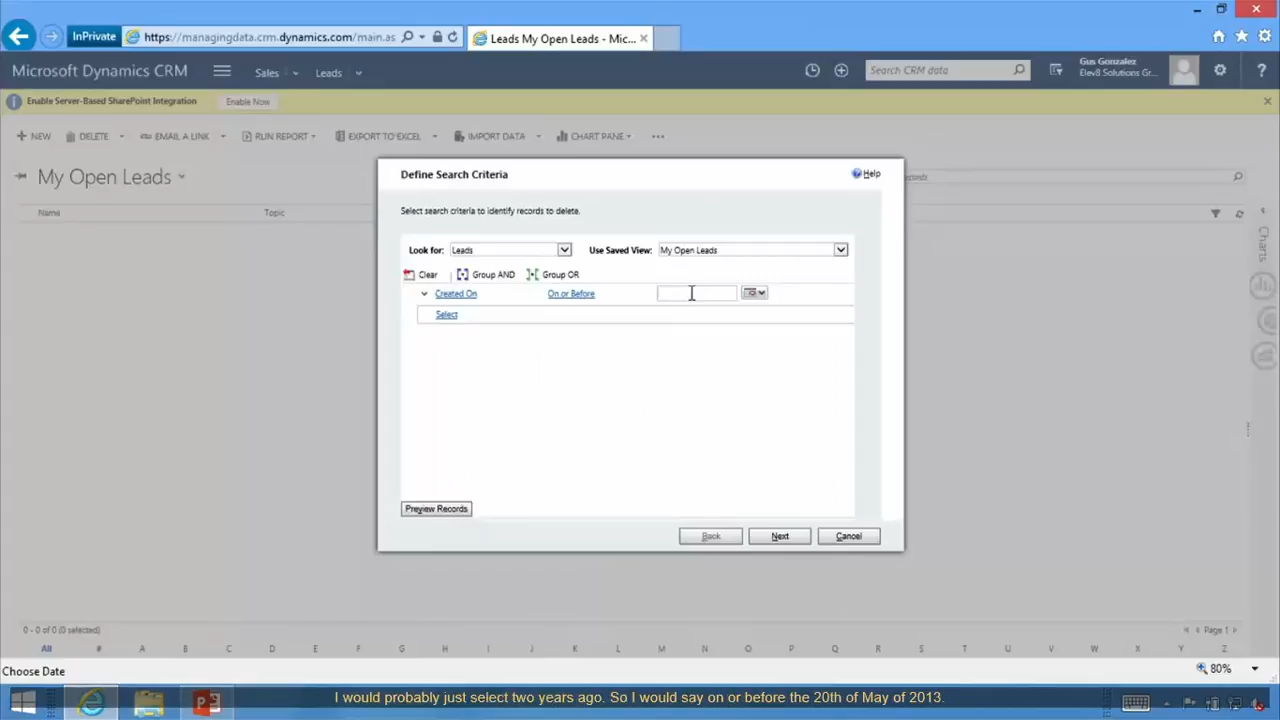 InPrivate https://managingdata.crm.dynamics.com/main.as Leads My Open Leads - Mic...
Microsoft Dynamics CRM Sales Leads Search CRM data Gus Gonzalez
Elev8 Solutions Gr... ?
Enable Server-Based SharePoint Integration Enable Now
NEW DELETE EMAIL A LINK RUN REPORT EXPORT TO EXCEL IMPORT DATA CHART PANE
My Open Leads
Name Topic
Charts
Define Search Criteria Help
Select search criteria to identify records to delete.
Look for: Leads Use Saved View: My Open Leads
Clear Group AND Group OR
Created On On or Before
Select
Preview Records
Back Next Cancel
0 - 0 of 0 (0 selected) Page 1
All # A B C D E F G H I J K L M N O P Q R S T U V W X Y Z
Choose Date 80%
I would probably just select two years ago. So I would say on or before the 20th of May of 2013.